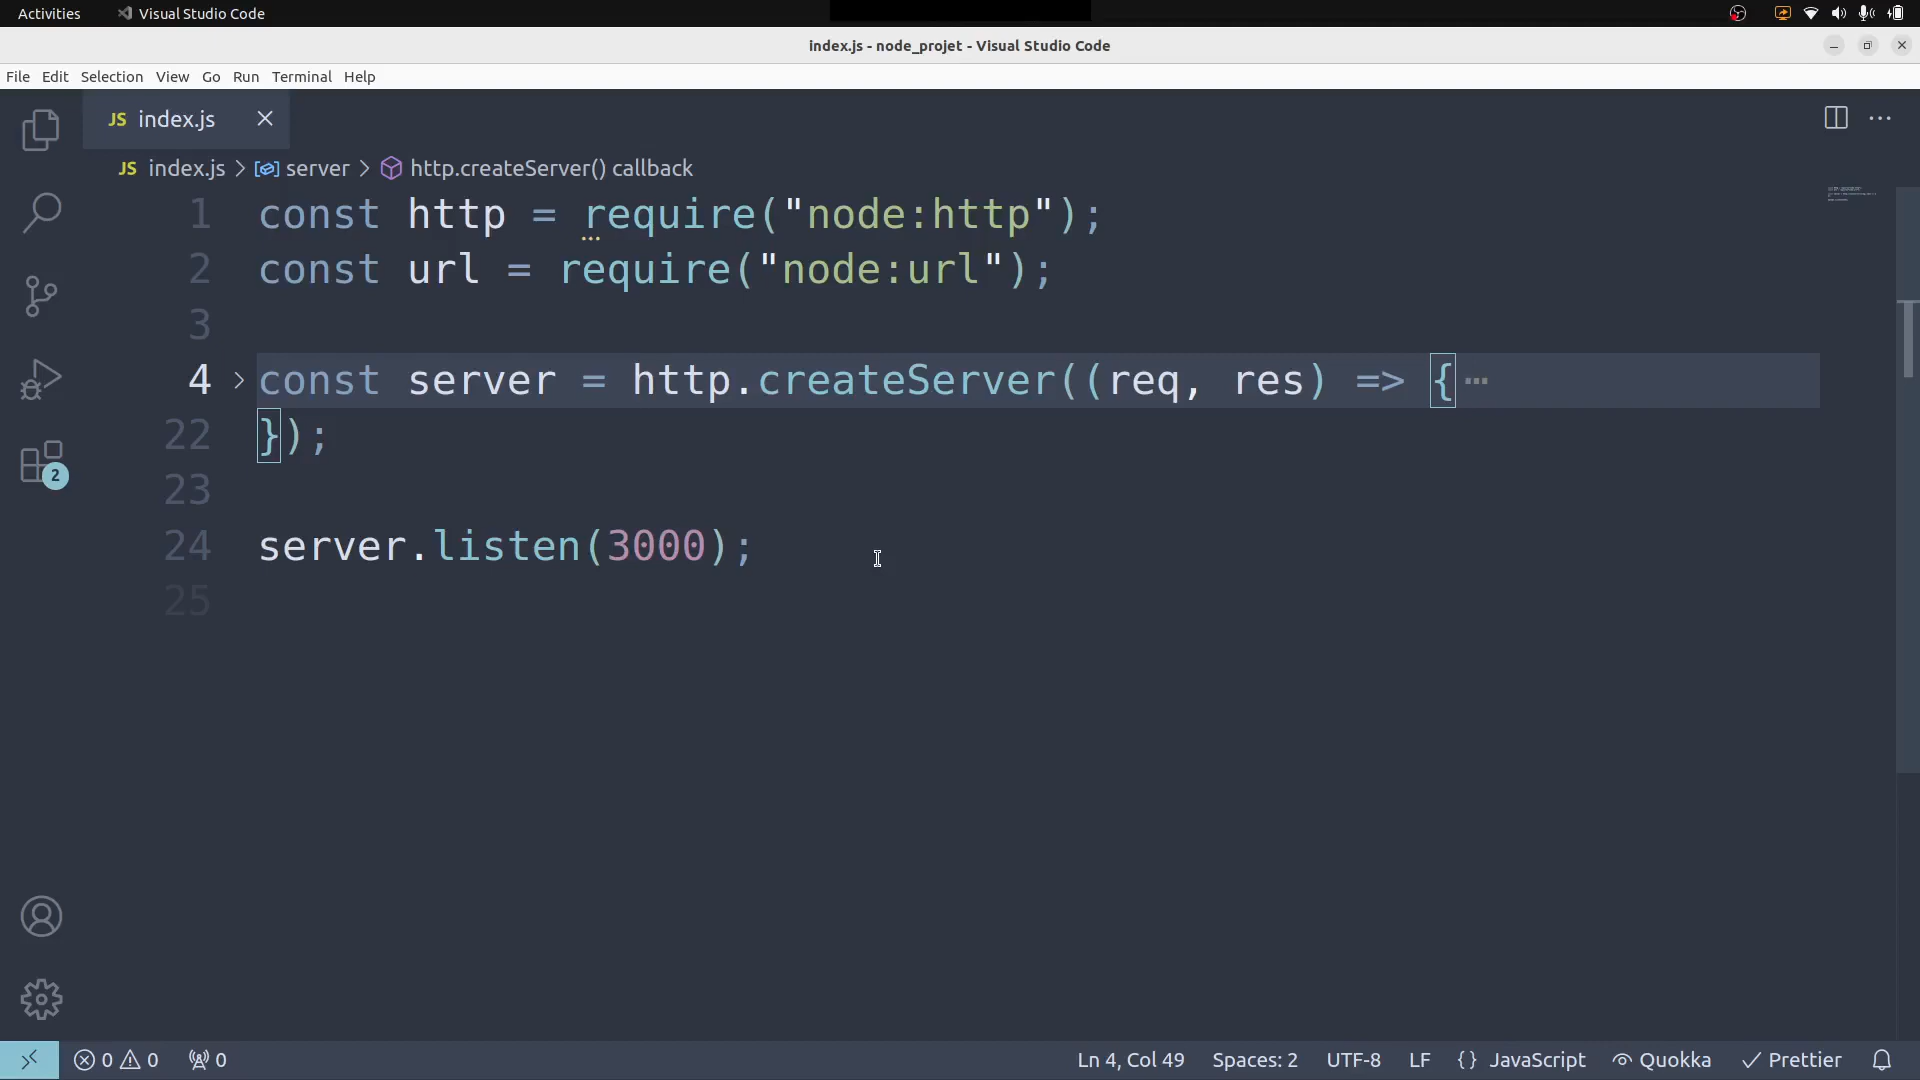 Activities Visual Studio Code
index.js - node_projet - Visual Studio Code
File Edit Selection View Go Run Terminal Help
JS index.js
JS index.js > server > http.createServer() callback
1 const http = require("node:http");
2 const url = require("node:url");
3
4 const server = http.createServer((req, res) => {⋯
22 });
23
24 server.listen(3000);
25
2
0 0 0 Ln 4, Col 49 Spaces: 2 UTF-8 LF {} JavaScript Quokka Prettier